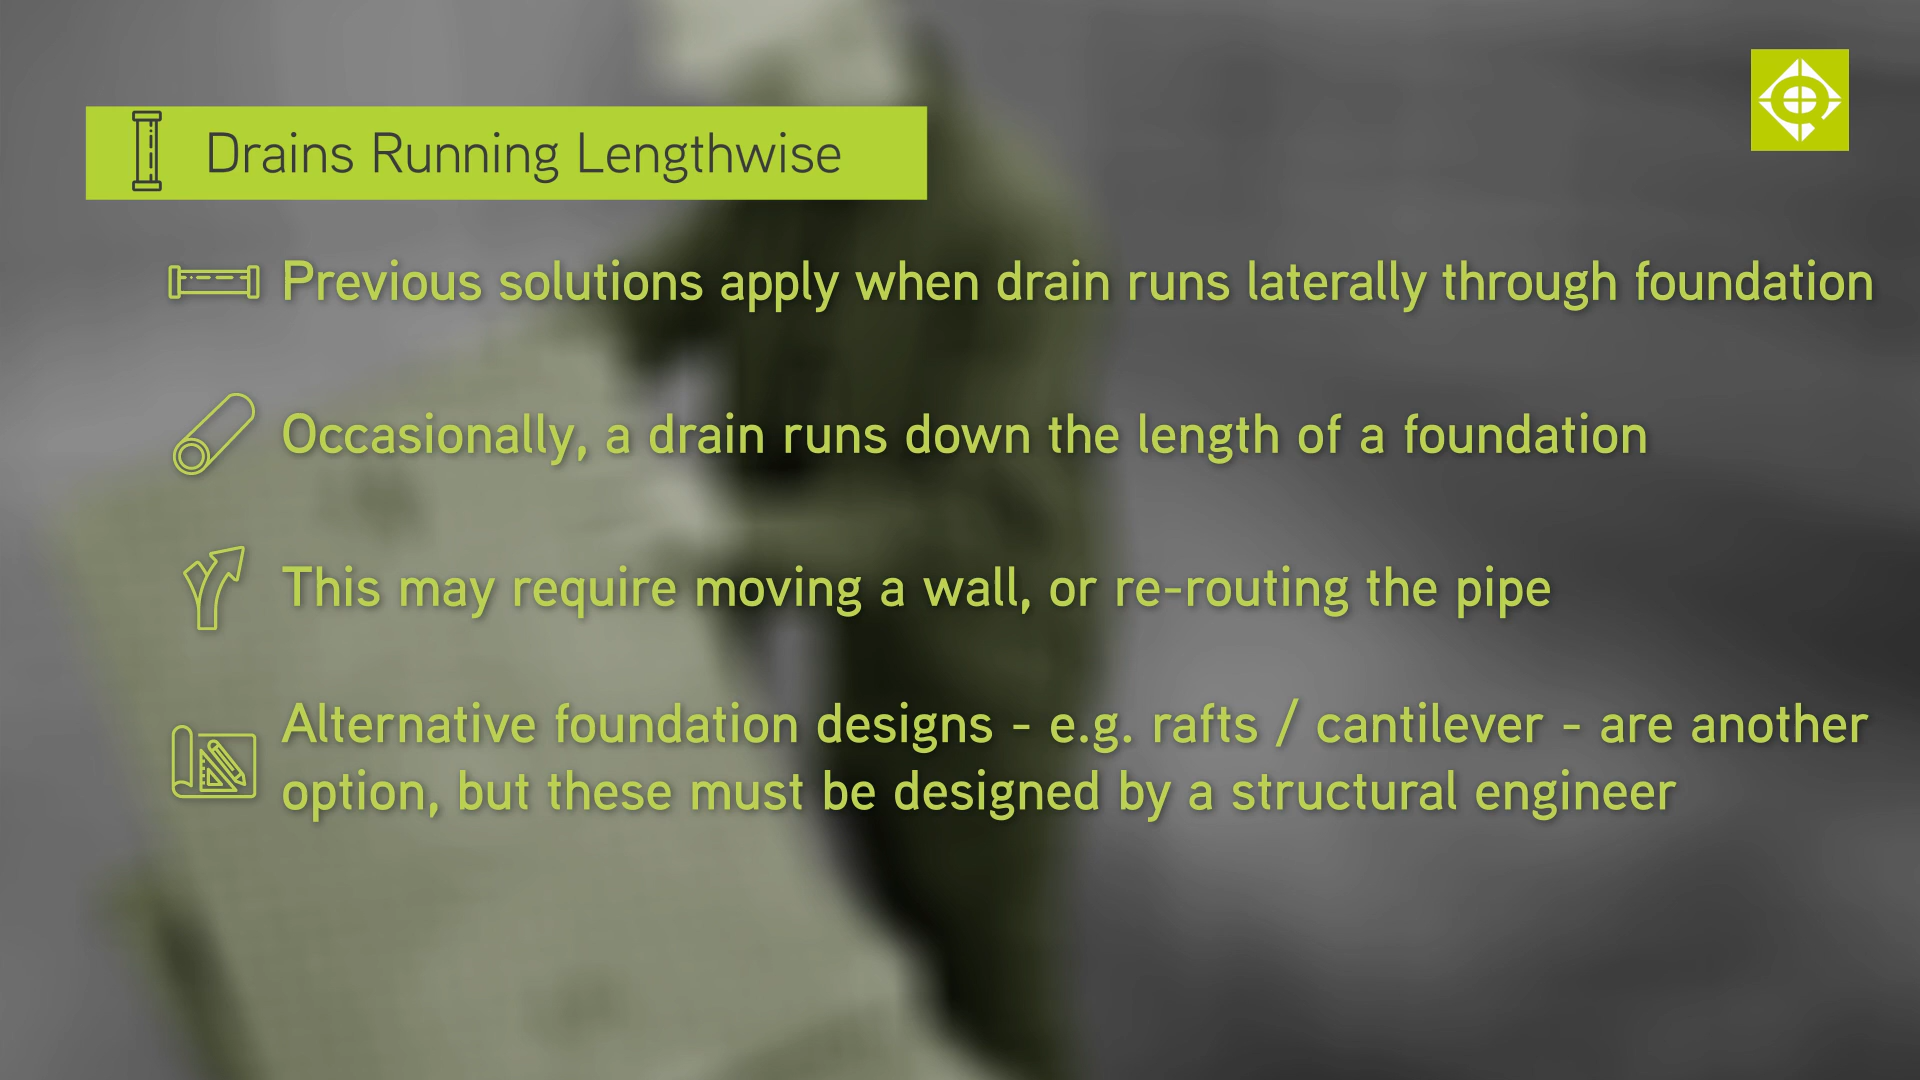 Drains Running Lengthwise
Previous solutions apply when drain runs laterally through foundation
Occasionally, a drain runs down the length of a foundation
This may require moving a wall, or re-routing the pipe
Alternative foundation designs - e.g. rafts / cantilever - are another
option, but these must be designed by a structural engineer